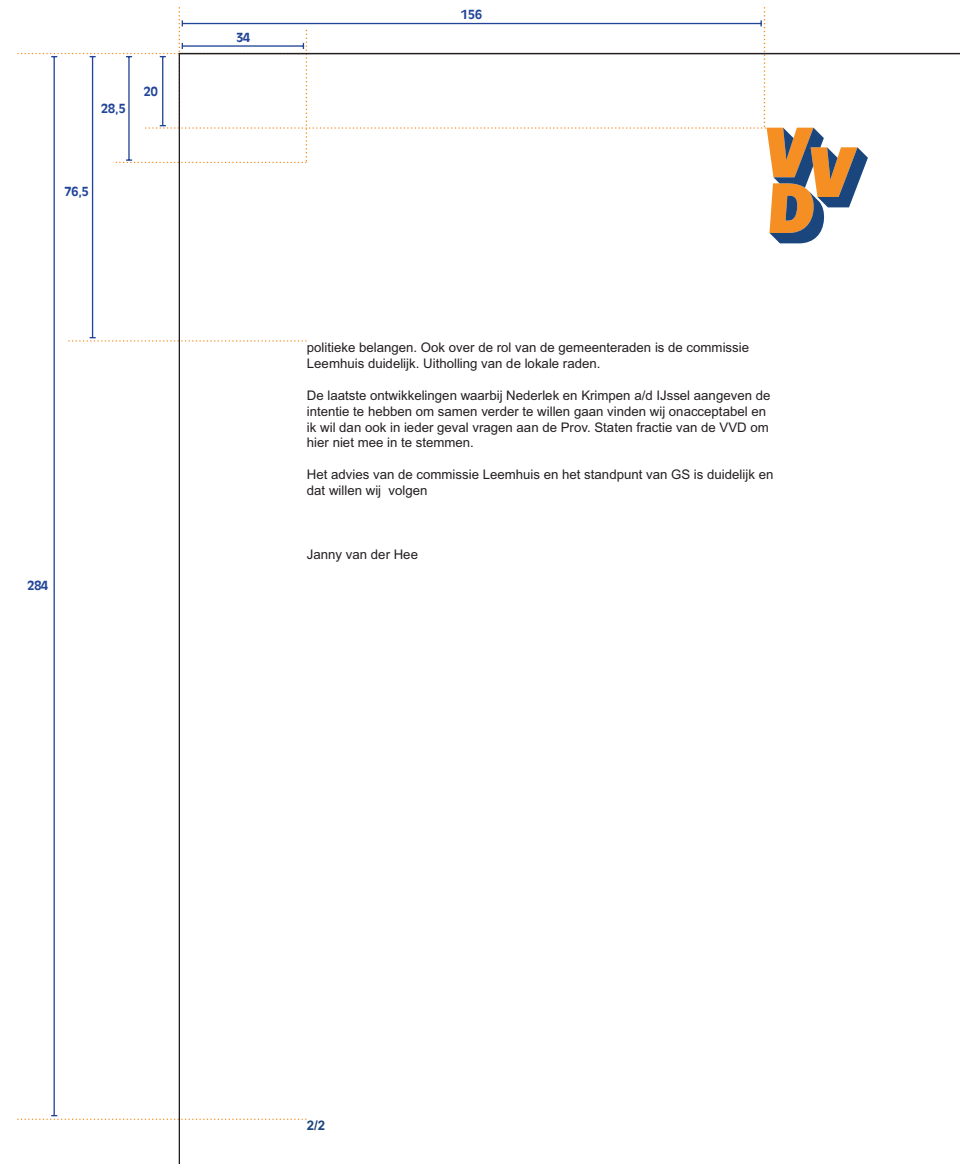 156
34
20
28,5
76,5
VV
D
politieke belangen. Ook over de rol van de gemeenteraden is de commissie
Leemhuis duidelijk. Uitholling van de lokale raden.
De laatste ontwikkelingen waarbij Nederlek en Krimpen a/d IJssel aangeven de
intentie te hebben om samen verder te willen gaan vinden wij onacceptabel en
ik wil dan ook in ieder geval vragen aan de Prov. Staten fractie van de VVD om
hier niet mee in te stemmen.
Het advies van de commissie Leemhuis en het standpunt van GS is duidelijk en
dat willen wij  volgen
Janny van der Hee
284
2/2